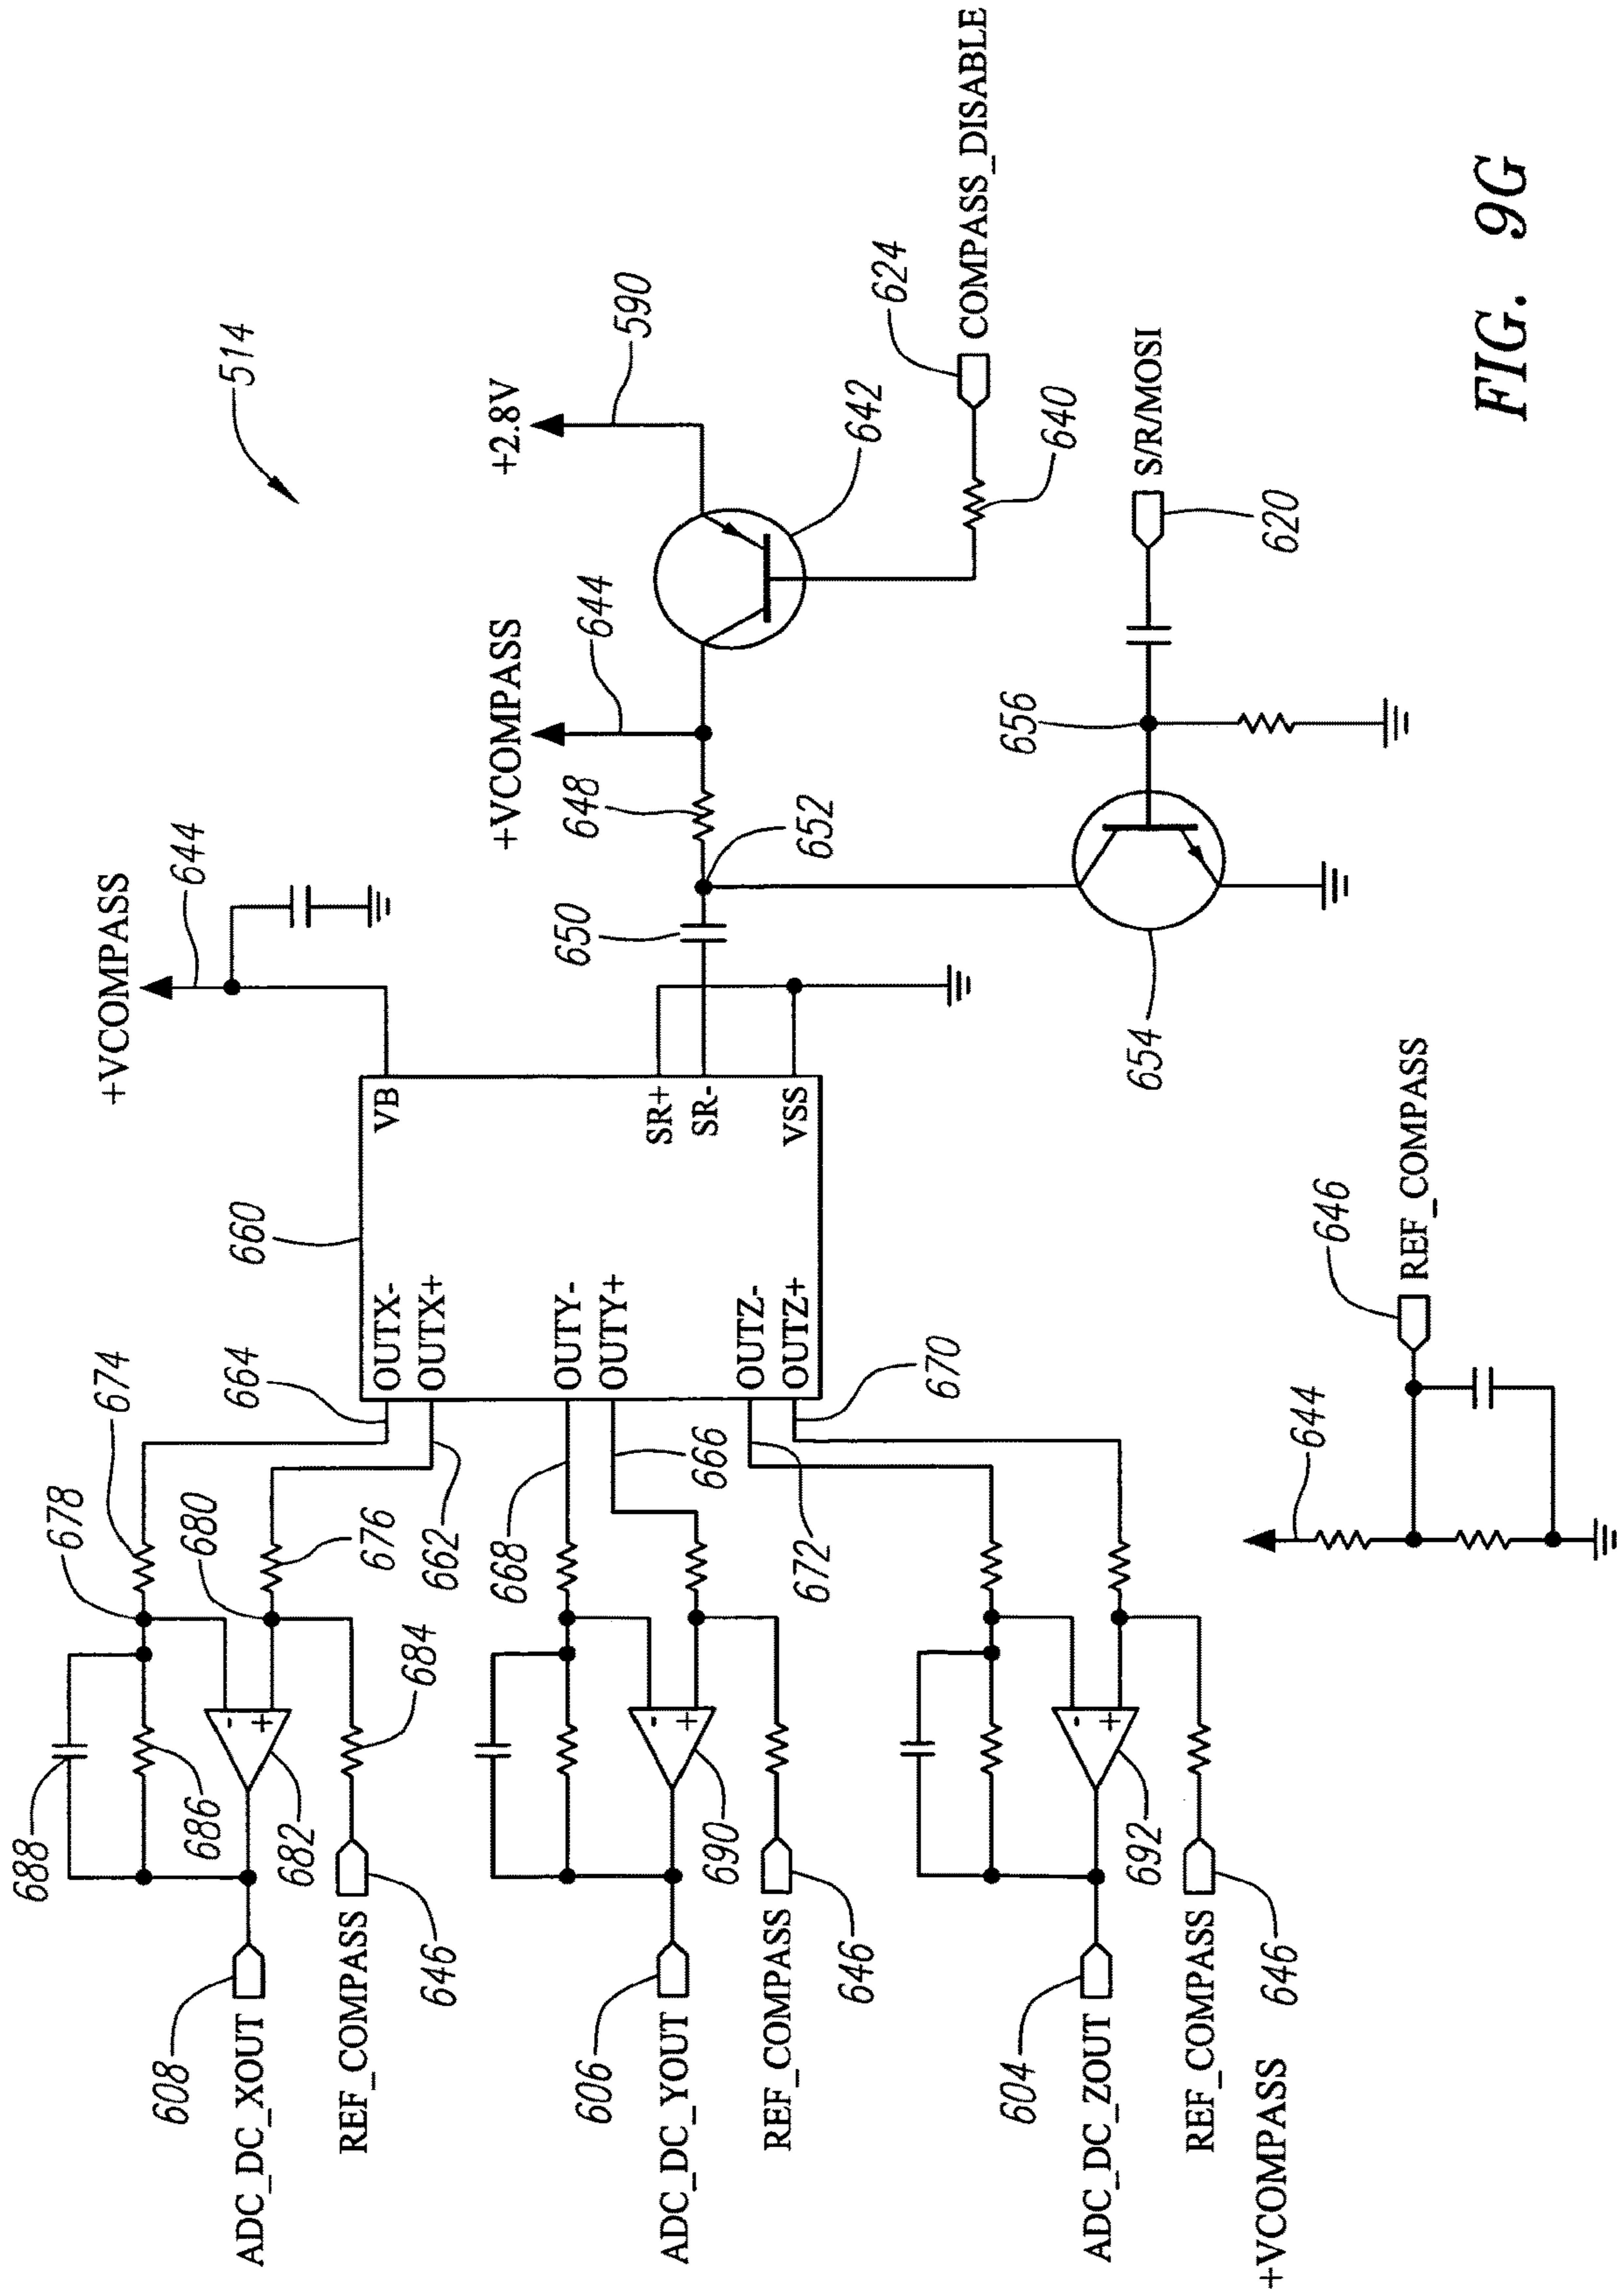 514
+VCOMPASS
644
+VCOMPASS
644
+2.8V
590
642
624
COMPASS_DISABLE
640
648
650
652
S/R/MOSI
620
656
654
660
VB
SR+
SR-
VSS
OUTX-
OUTX+
OUTY-
OUTY+
OUTZ-
OUTZ+
674
664
678
680
676
662
668
666
672
670
688
686
-
+
682
684
608
ADC_DC_XOUT
646
REF_COMPASS
-
+
690
606
ADC_DC_YOUT
646
REF_COMPASS
-
+
692
604
ADC_DC_ZOUT
646
REF_COMPASS
+VCOMPASS
644
646
REF_COMPASS
FIG. 9G